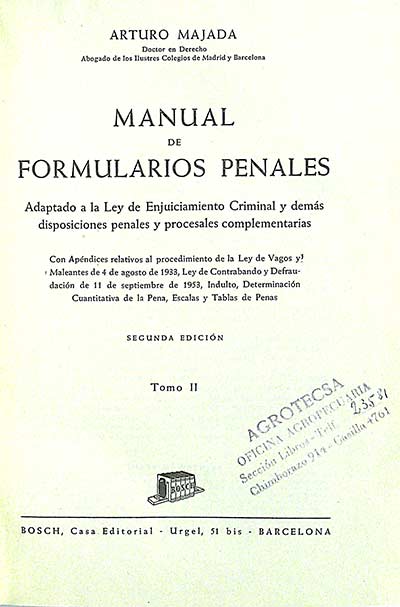 ARTURO MAJADA
Doctor en Derecho
Abogado de los Ilustres Colegios de Madrid y Barcelona
MANUAL
DE
FORMULARIOS PENALES
Adaptado a la Ley de Enjuiciamiento Criminal y demás
disposiciones penales y procesales complementarias
Con Apéndices relativos al procedimiento de la Ley de Vagos y
Maleantes de 4 de agosto de 1933, Ley de Contrabando y Defrau-
dación de 11 de septiembre de 1953, Indulto, Determinación
Cuantitativa de la Pena, Escalas y Tablas de Penas
SEGUNDA EDICIÓN
Tomo II
AGROTECSA
OFICINA AGROPECUARIA
Sección Libros - Telf. 23581
Chimborazo 914 - Casilla 4761
BOSCH
BOSCH, Casa Editorial - Urgel, 51 bis - BARCELONA